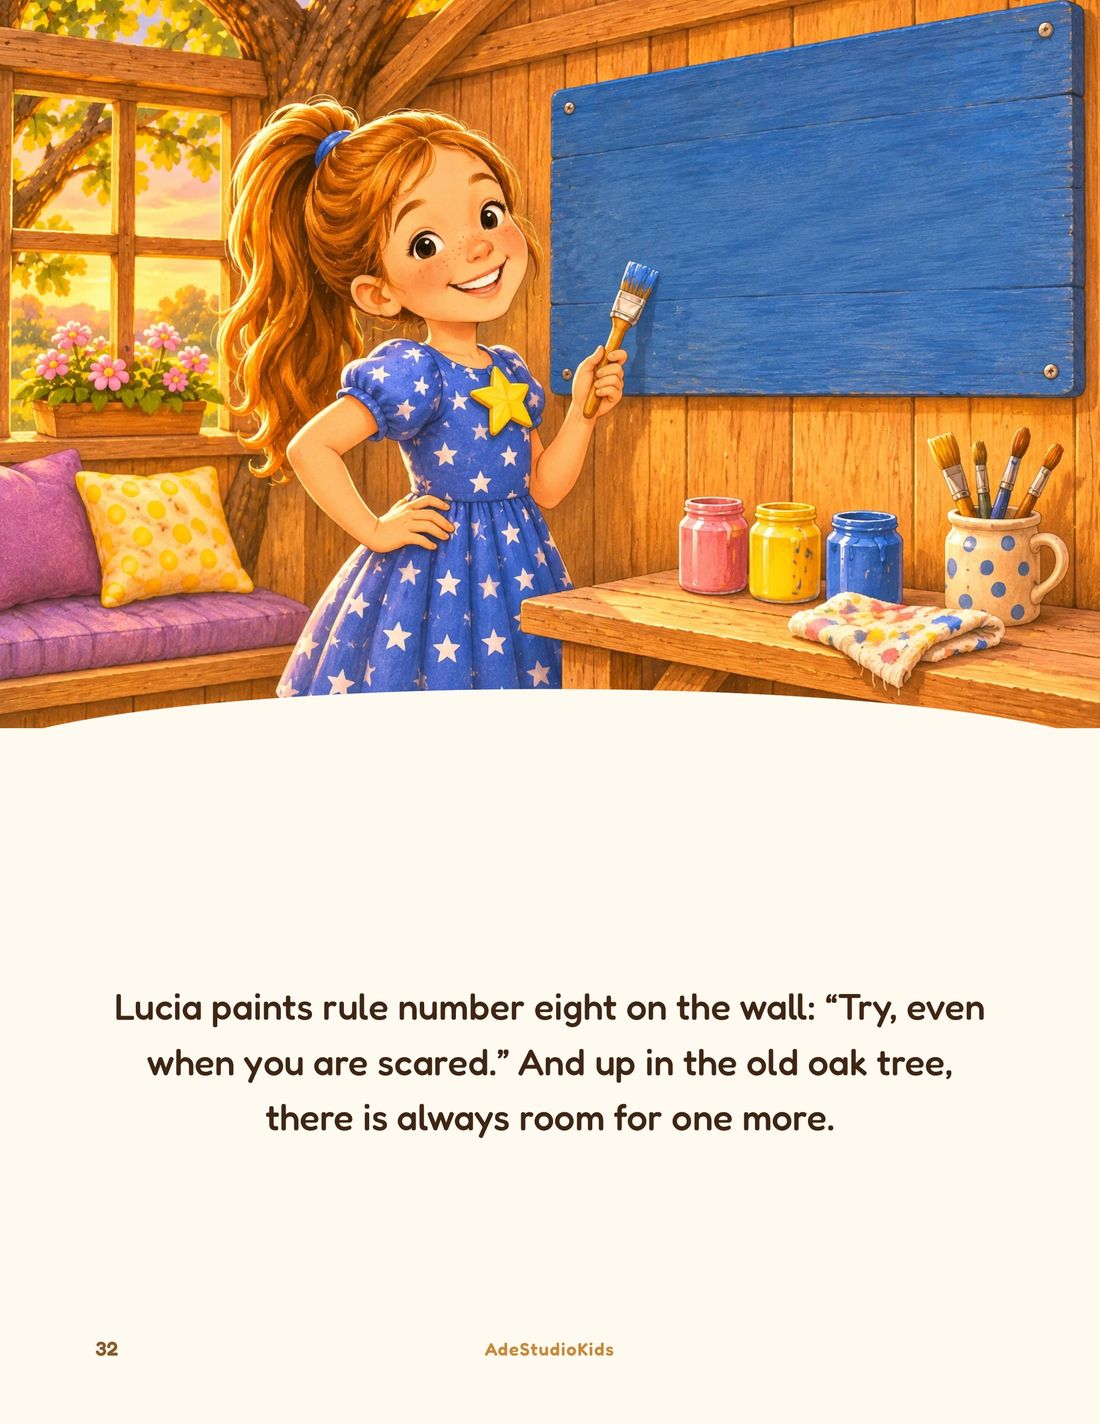 Lucia paints rule number eight on the wall: “Try, even
when you are scared.” And up in the old oak tree,
there is always room for one more.
32
AdeStudioKids